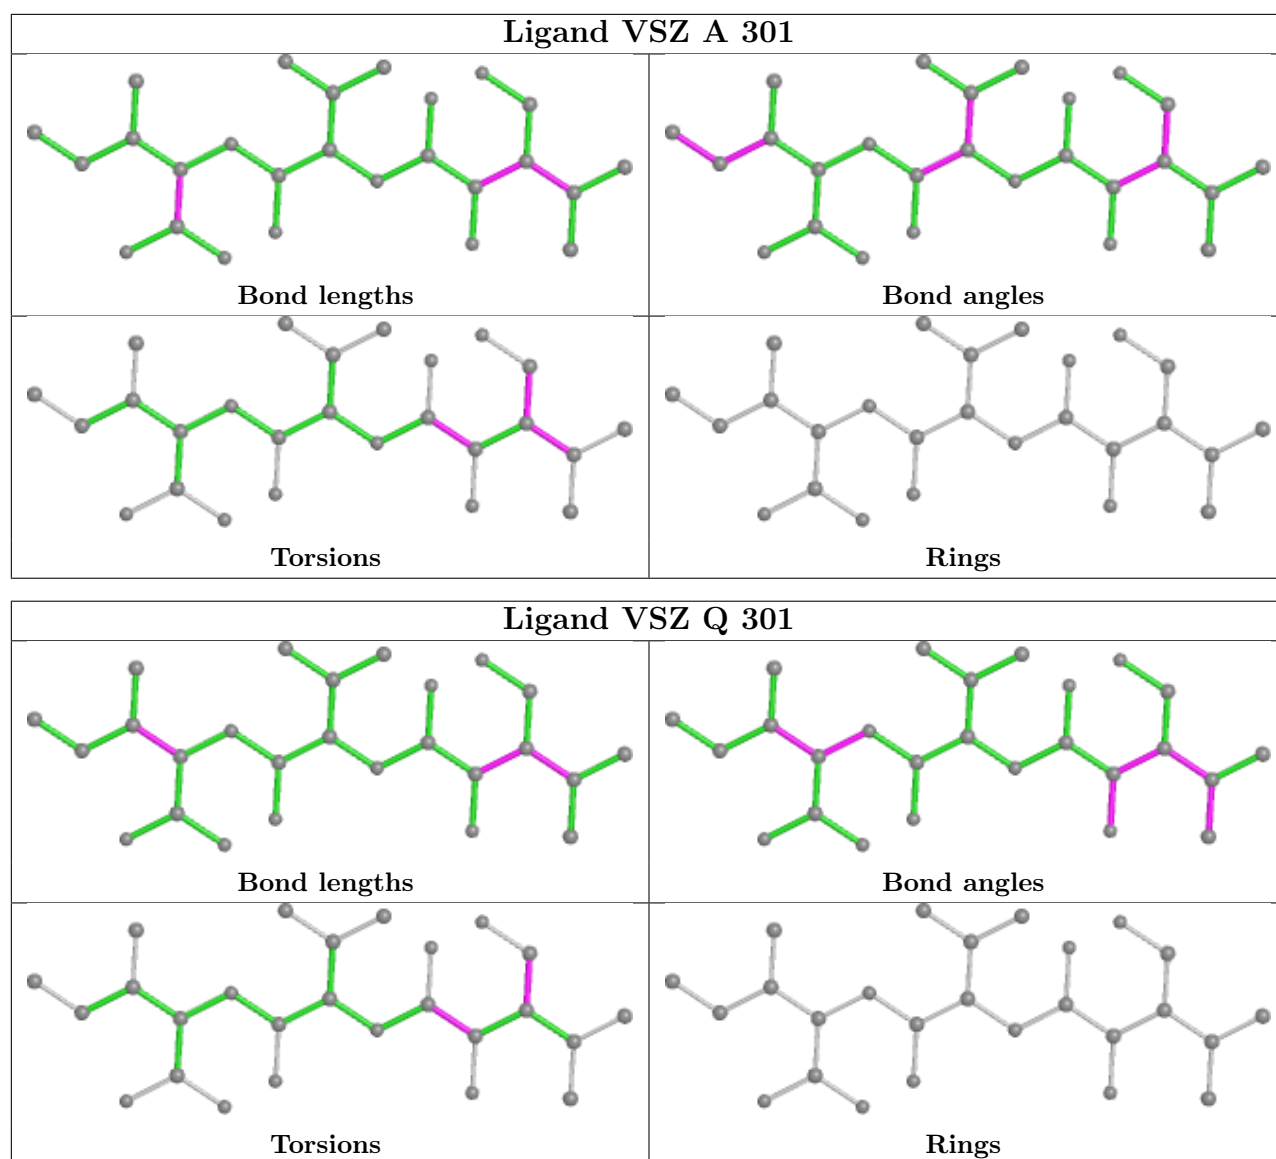 Ligand VSZ A 301
Bond lengths
Bond angles
Torsions
Rings
Ligand VSZ Q 301
Bond lengths
Bond angles
Torsions
Rings